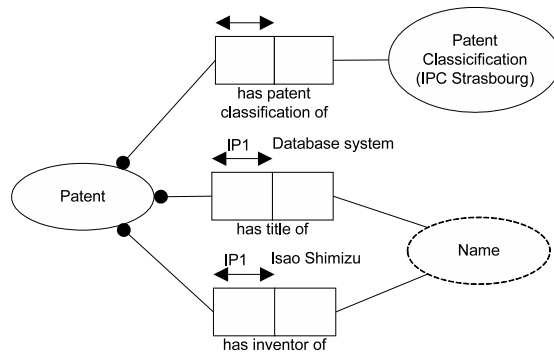 Patent
Classicification
(IPC Strasbourg)
has patent
classification of
IP1 Database system
Patent
has title of
Name
IP1 Isao Shimizu
has inventor of